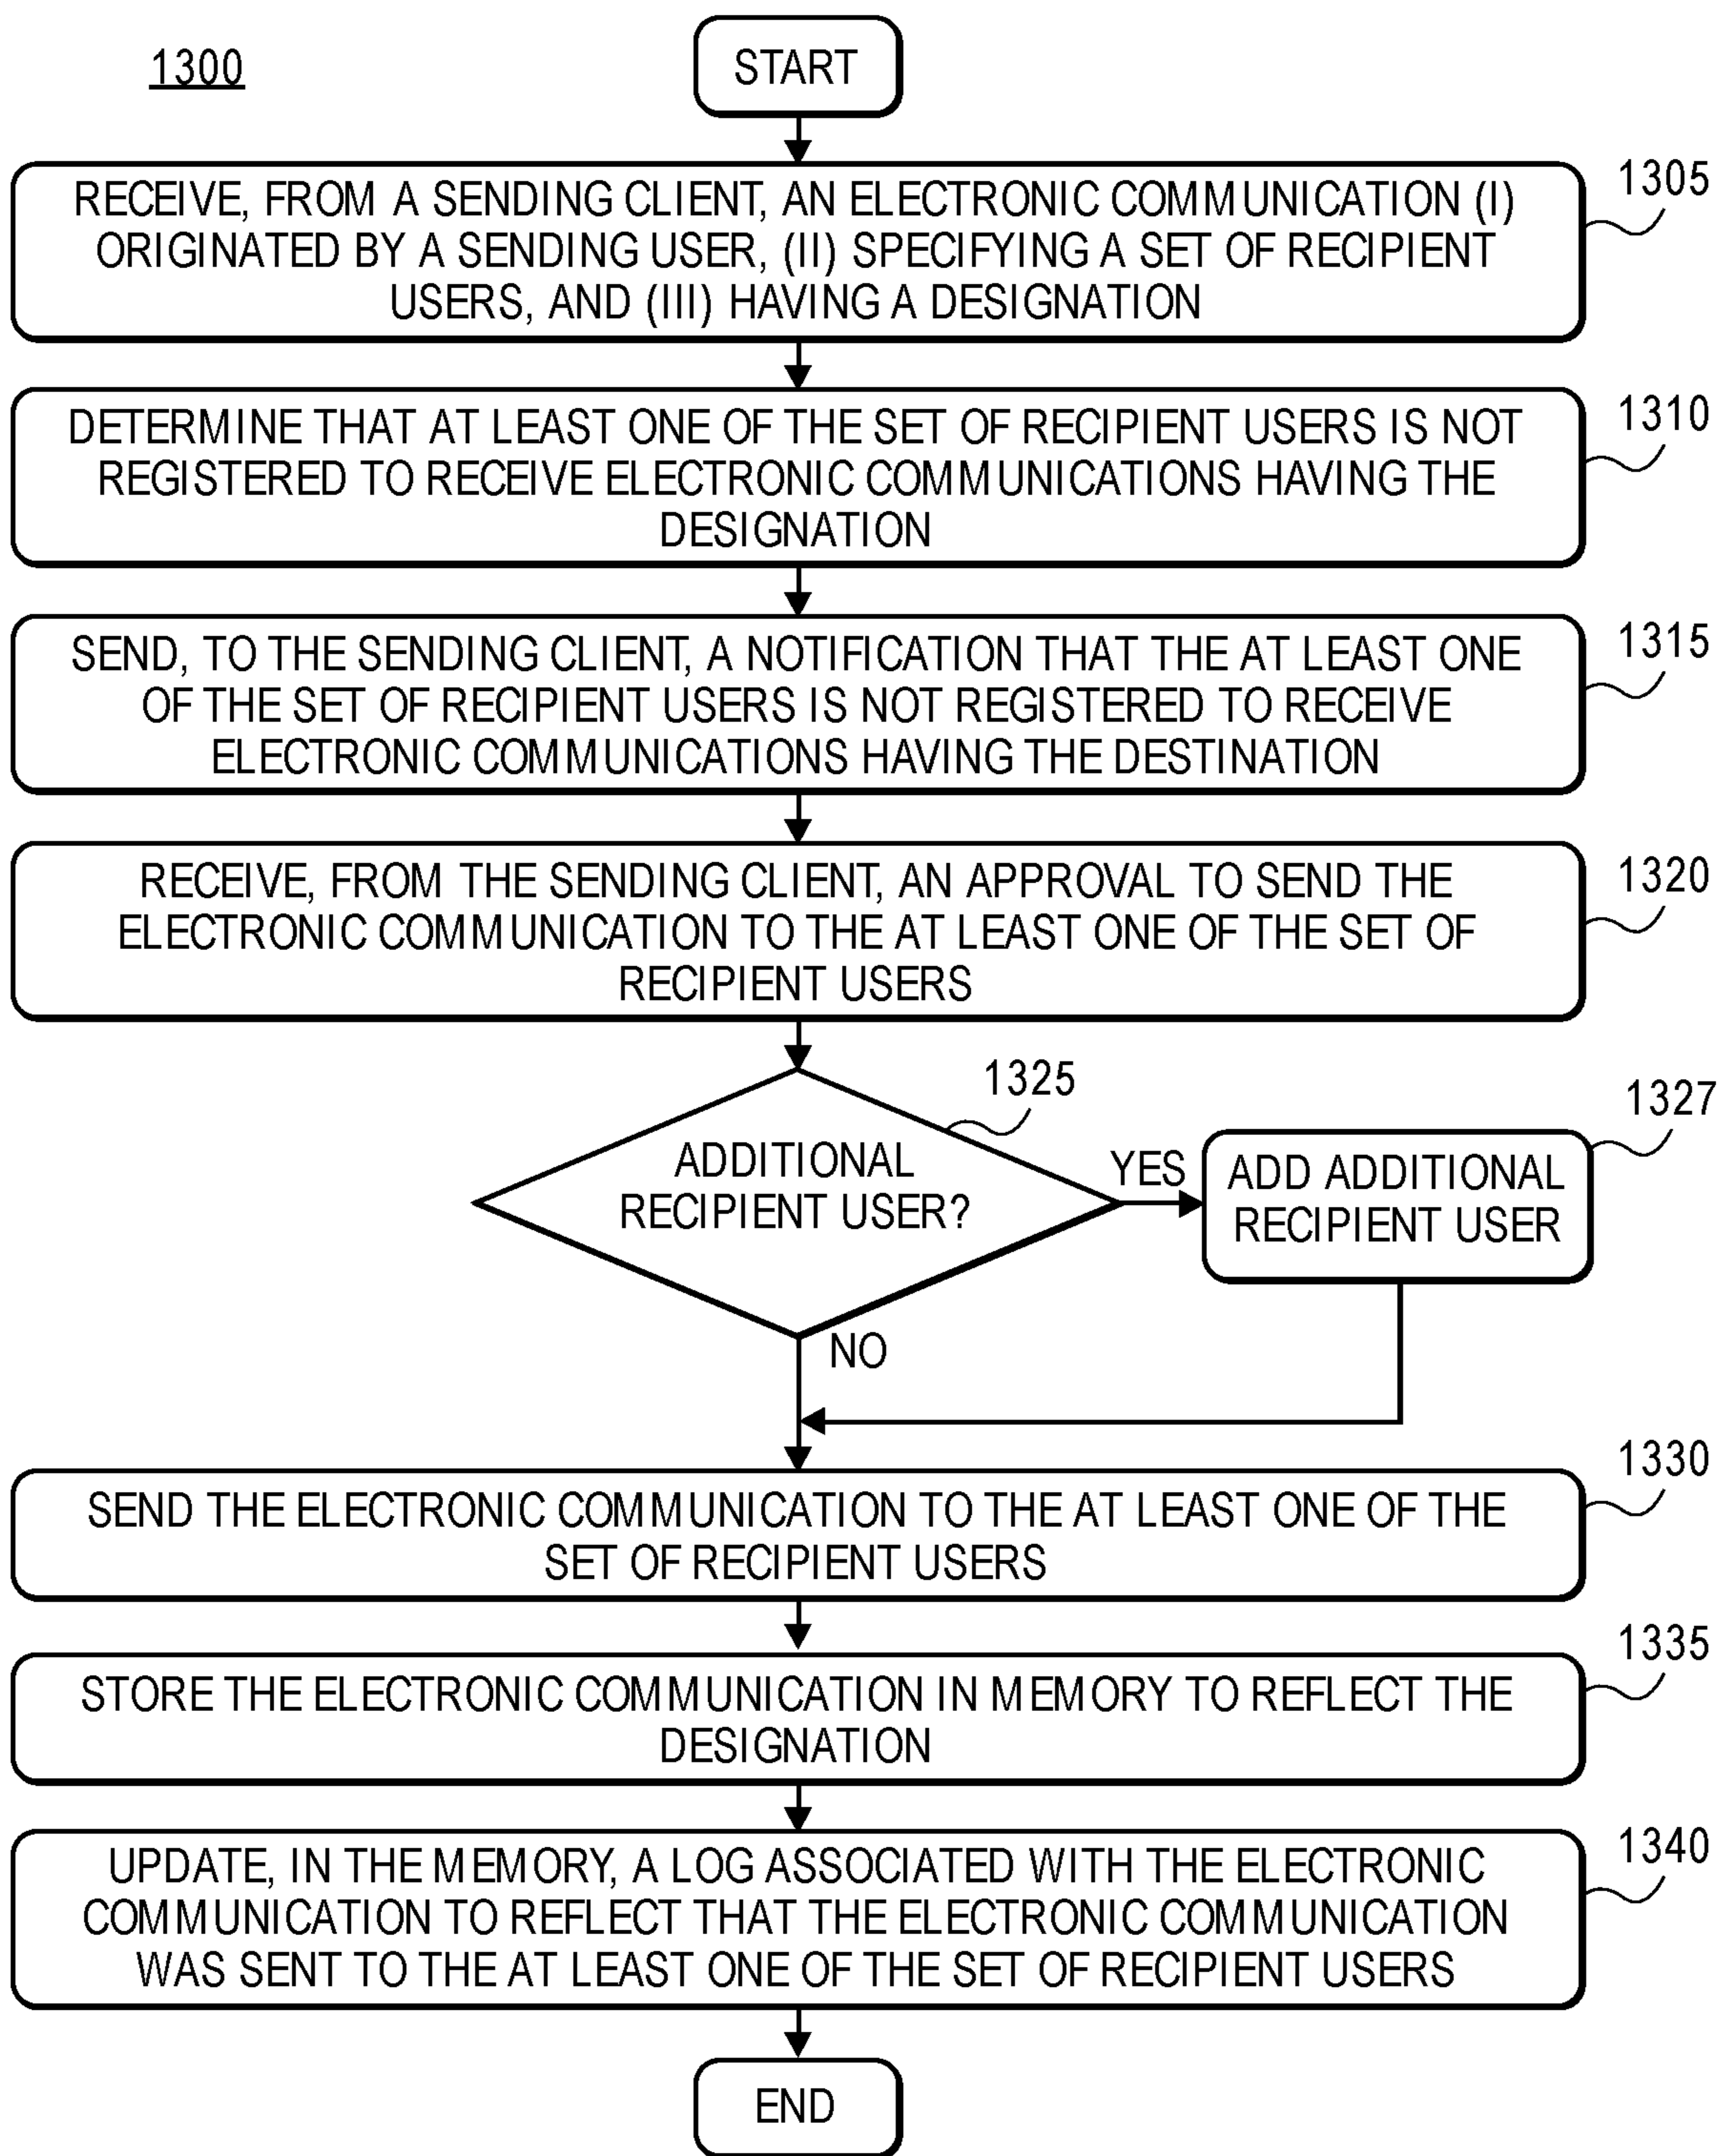 1300
START
1305
RECEIVE, FROM A SENDING CLIENT, AN ELECTRONIC COMMUNICATION (I)
ORIGINATED BY A SENDING USER, (II) SPECIFYING A SET OF RECIPIENT
USERS, AND (III) HAVING A DESIGNATION
1310
DETERMINE THAT AT LEAST ONE OF THE SET OF RECIPIENT USERS IS NOT
REGISTERED TO RECEIVE ELECTRONIC COMMUNICATIONS HAVING THE
DESIGNATION
1315
SEND, TO THE SENDING CLIENT, A NOTIFICATION THAT THE AT LEAST ONE
OF THE SET OF RECIPIENT USERS IS NOT REGISTERED TO RECEIVE
ELECTRONIC COMMUNICATIONS HAVING THE DESTINATION
1320
RECEIVE, FROM THE SENDING CLIENT, AN APPROVAL TO SEND THE
ELECTRONIC COMMUNICATION TO THE AT LEAST ONE OF THE SET OF
RECIPIENT USERS
1325
ADDITIONAL
RECIPIENT USER?
YES
1327
ADD ADDITIONAL
RECIPIENT USER
NO
1330
SEND THE ELECTRONIC COMMUNICATION TO THE AT LEAST ONE OF THE
SET OF RECIPIENT USERS
1335
STORE THE ELECTRONIC COMMUNICATION IN MEMORY TO REFLECT THE
DESIGNATION
1340
UPDATE, IN THE MEMORY, A LOG ASSOCIATED WITH THE ELECTRONIC
COMMUNICATION TO REFLECT THAT THE ELECTRONIC COMMUNICATION
WAS SENT TO THE AT LEAST ONE OF THE SET OF RECIPIENT USERS
END